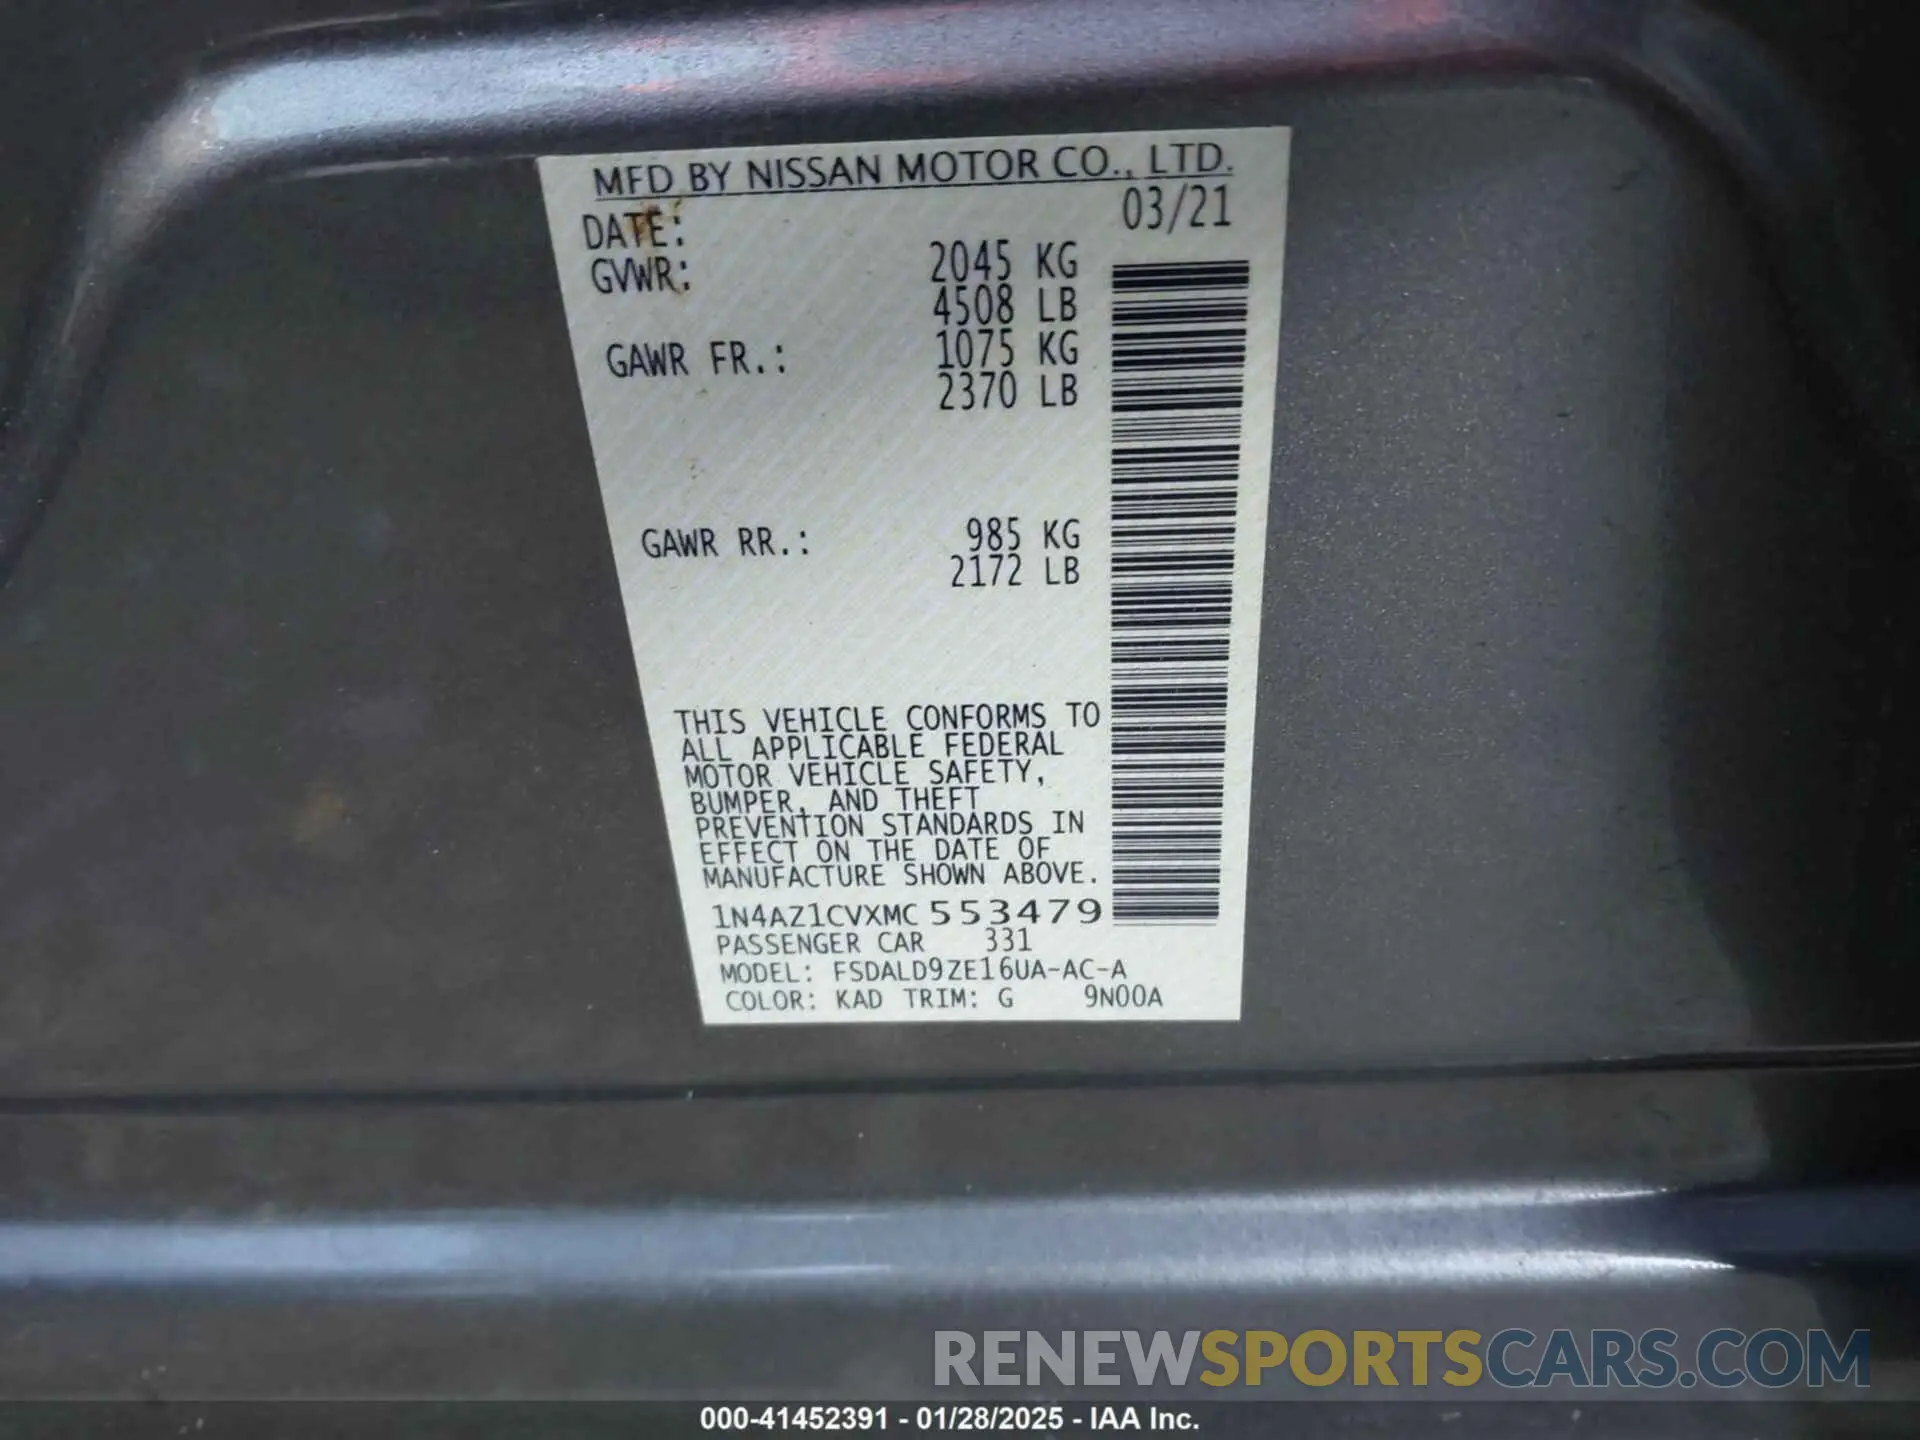 MFD BY NISSAN MOTOR CO., LTD.
DATE: 03/21
GVWR: 2045 KG
4508 LB
GAWR FR.: 1075 KG
2370 LB
GAWR RR.: 985 KG
2172 LB
THIS VEHICLE CONFORMS TO
ALL APPLICABLE FEDERAL
MOTOR VEHICLE SAFETY,
BUMPER, AND THEFT
PREVENTION STANDARDS IN
EFFECT ON THE DATE OF
MANUFACTURE SHOWN ABOVE.
1N4AZ1CVXMC 553479
PASSENGER CAR 331
MODEL: FSDALD9ZE16UA-AC-A
COLOR: KAD TRIM: G 9N00A
RENEWSPORTSCARS.COM
000-41452391 - 01/28/2025 - IAA Inc.